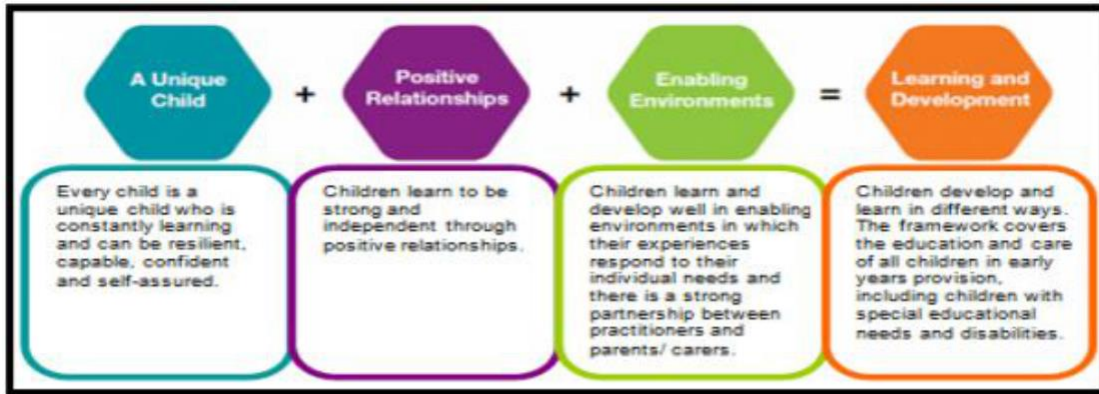 A Unique
Child
+
Positive
Relationships
+
Enabling
Environments
=
Learning and
Development
Every child is a
unique child who is
constantly learning
and can be resilient,
capable, confident
and self-assured.
Children learn to be
strong and
independent through
positive relationships.
Children learn and
develop well in enabling
environments in which
their experiences
respond to their
individual needs and
there is a strong
partnership between
practitioners and
parents/ carers.
Children develop and
learn in different ways.
The framework covers
the education and care
of all children in early
years provision,
including children with
special educational
needs and disabilities.